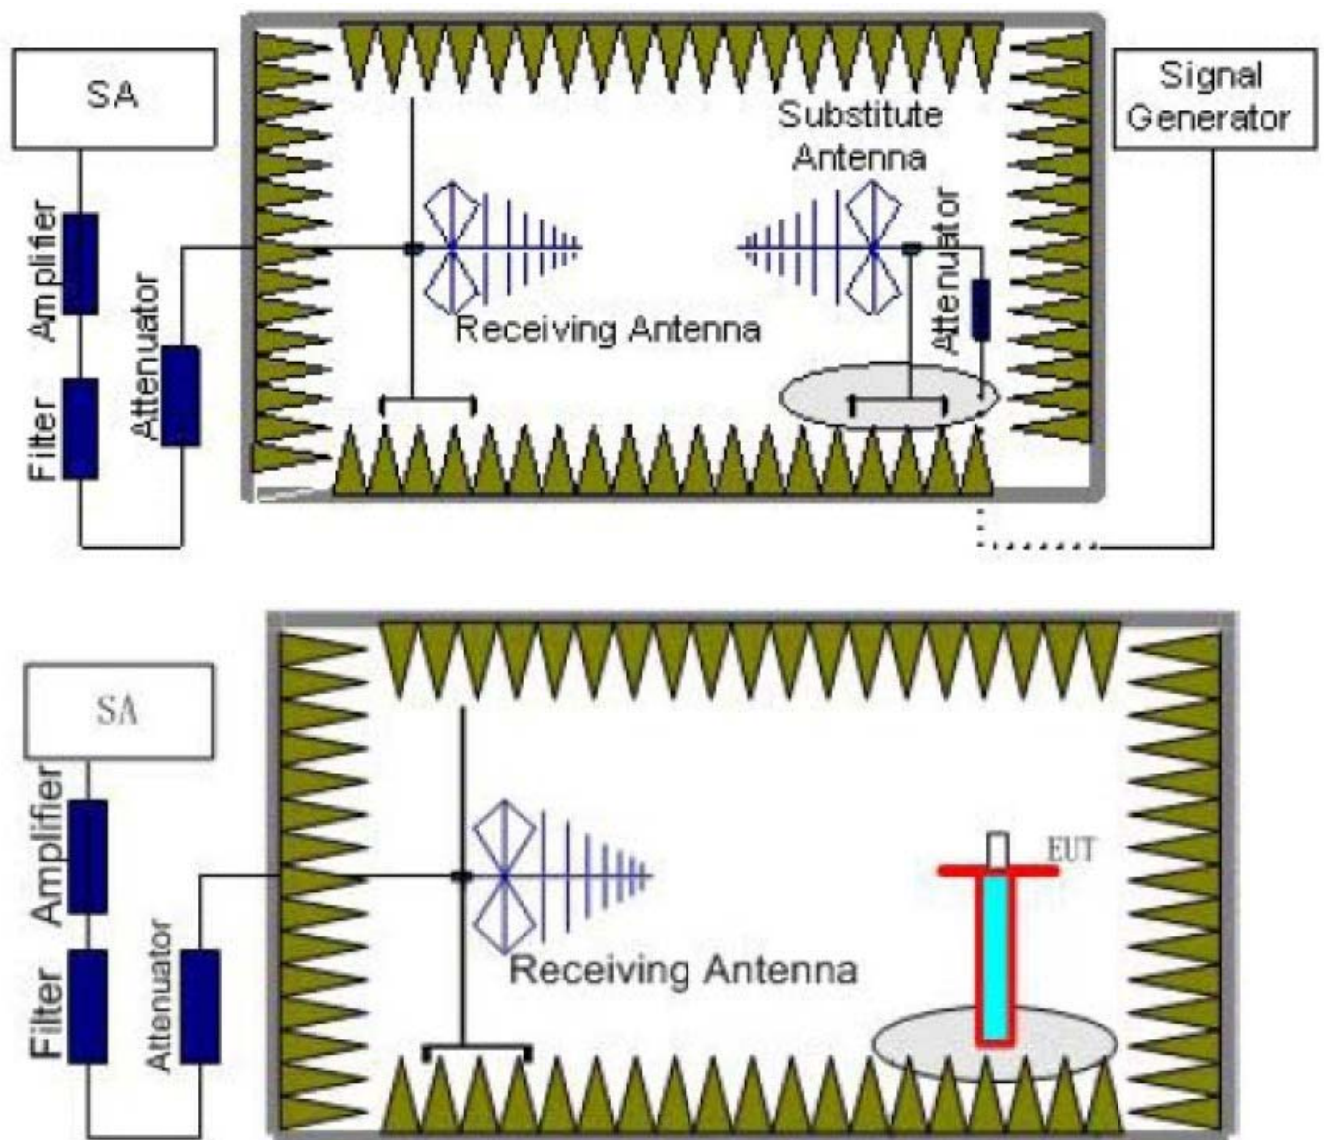 SA
Signal
Generator
Substitute
Antenna
Amplifier
Attenuator
Attenuator
Receiving Antenna
Filter
SA
Amplifier
EUT
Attenuator
Receiving Antenna
Filter